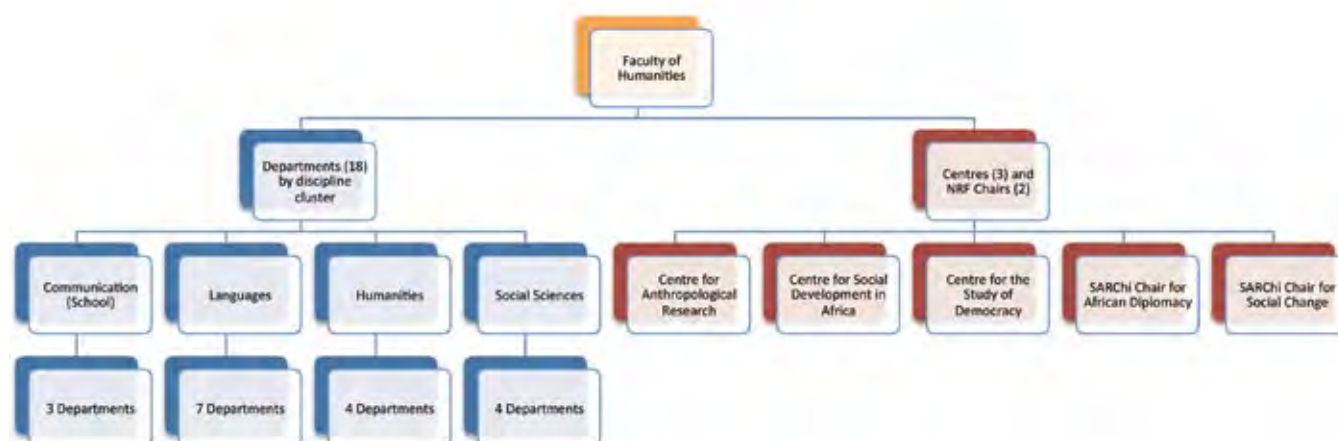 Faculty of
Humanities
Departments (18)
by discipline
cluster
Centres (3) and
NRF Chairs (2)
Communication
(School)
Languages
Humanities
Social Sciences
Centre for
Anthropological
Research
Centre for Social
Development in
Africa
Centre for the
Study of
Democracy
SARChi Chair for
African Diplomacy
SARChi Chair for
Social Change
3 Departments
7 Departments
4 Departments
4 Departments